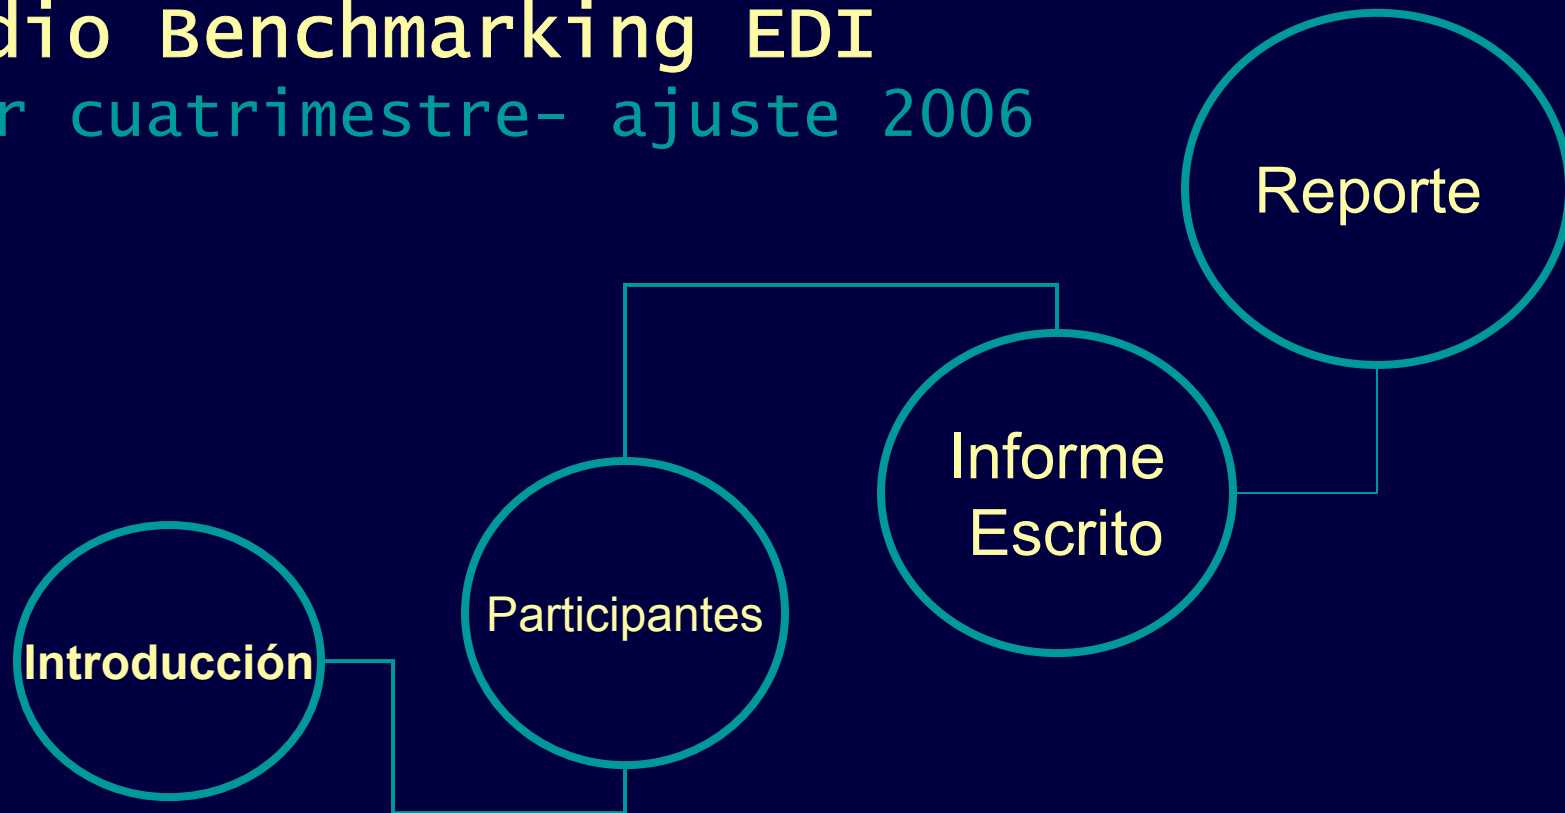 dio Benchmarking EDI
r cuatrimestre- ajuste 2006
Reporte
Informe
Escrito
Participantes
Introducción